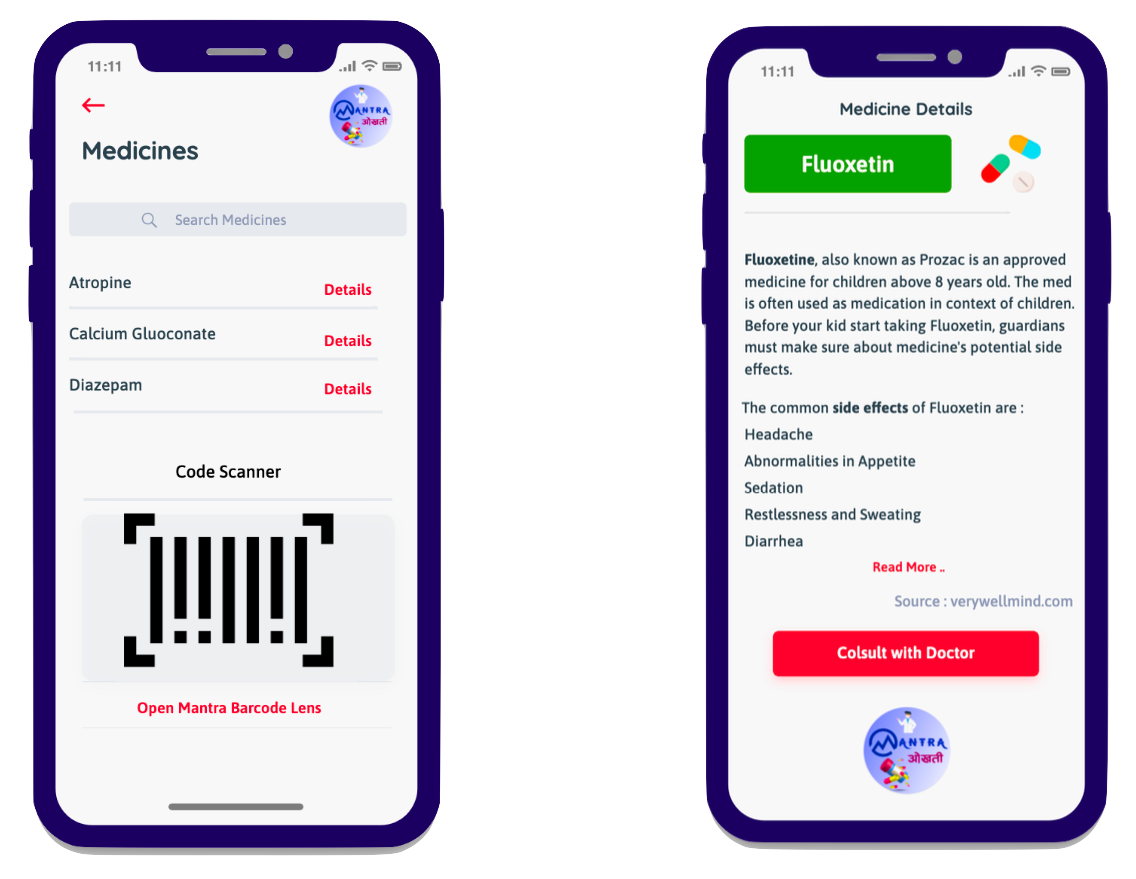 11:11
MANTRA
ओखती
Medicines
Search Medicines
Atropine
Details
Calcium Gluoconate
Details
Diazepam
Details
Code Scanner
Open Mantra Barcode Lens
11:11
Medicine Details
Fluoxetin
Fluoxetine, also known as Prozac is an approved
medicine for children above 8 years old. The med
is often used as medication in context of children.
Before your kid start taking Fluoxetin, guardians
must make sure about medicine's potential side
effects.
The common side effects of Fluoxetin are :
Headache
Abnormalities in Appetite
Sedation
Restlessness and Sweating
Diarrhea
Read More ..
Source : verywellmind.com
Colsult with Doctor
MANTRA
ओखती